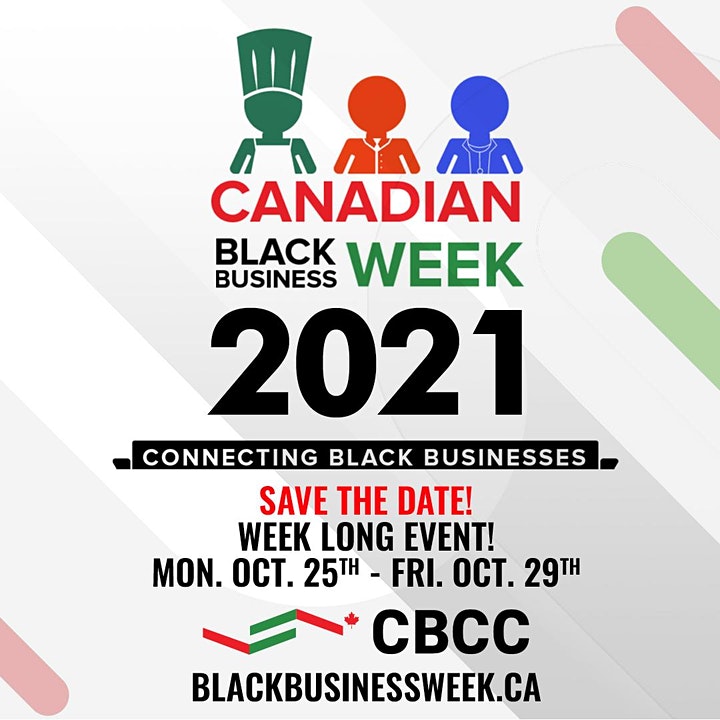 CANADIAN
BLACK BUSINESS WEEK
2021
CONNECTING BLACK BUSINESSES
SAVE THE DATE!
WEEK LONG EVENT!
MON. OCT. 25TH - FRI. OCT. 29TH
CBCC
BLACKBUSINESSWEEK.CA